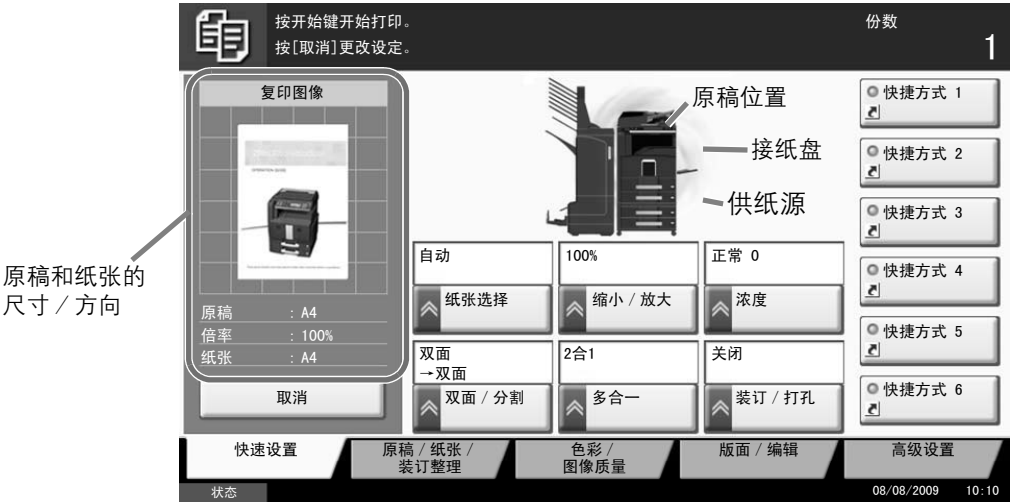 按开始键开始打印。
按[取消]更改设定。
份数
1
复印图像
OPERATION GUIDE
原稿 : A4
倍率 : 100%
纸张 : A4
取消
原稿和纸张的
尺寸 / 方向
原稿位置
接纸盘
供纸源
自动
纸张选择
100%
缩小 / 放大
正常 0
浓度
双面
→双面
双面 / 分割
2合1
多合一
关闭
装订 / 打孔
快捷方式 1
快捷方式 2
快捷方式 3
快捷方式 4
快捷方式 5
快捷方式 6
快速设置
原稿 / 纸张 /
装订整理
色彩 /
图像质量
版面 / 编辑
高级设置
状态
08/08/2009 10:10